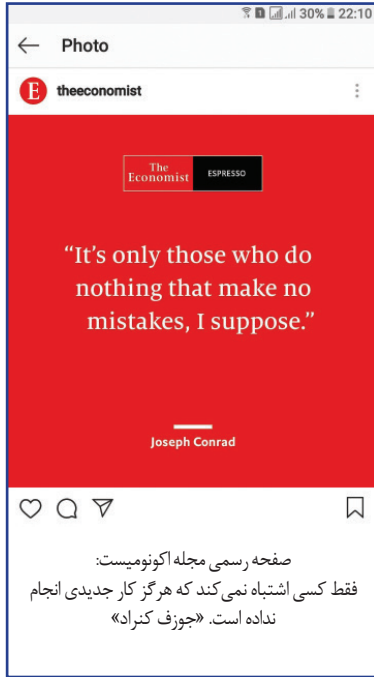 30% 22:10
Photo
theeconomist
The
Economist
ESPRESSO
“It’s only those who do
nothing that make no
mistakes, I suppose.”
Joseph Conrad
صفحه رسمی مجله اکونومیست:
فقط کسی اشتباه نمی‌کند که هرگز کار جدیدی انجام
نداده است. «جوزف کنراد»